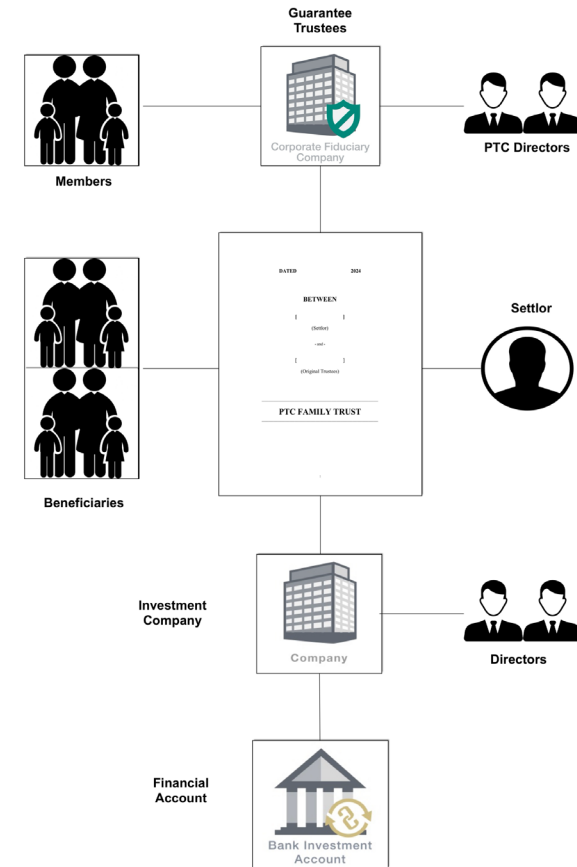 Guarantee
Trustees
Corporate Fiduciary
Company
Members
PTC Directors
DATED 2024
BETWEEN
[ ]
(Settlor)
- and -
[ ]
(Original Trustees)
PTC FAMILY TRUST
Settlor
Beneficiaries
Investment
Company
Company
Directors
Financial
Account
Bank Investment
Account